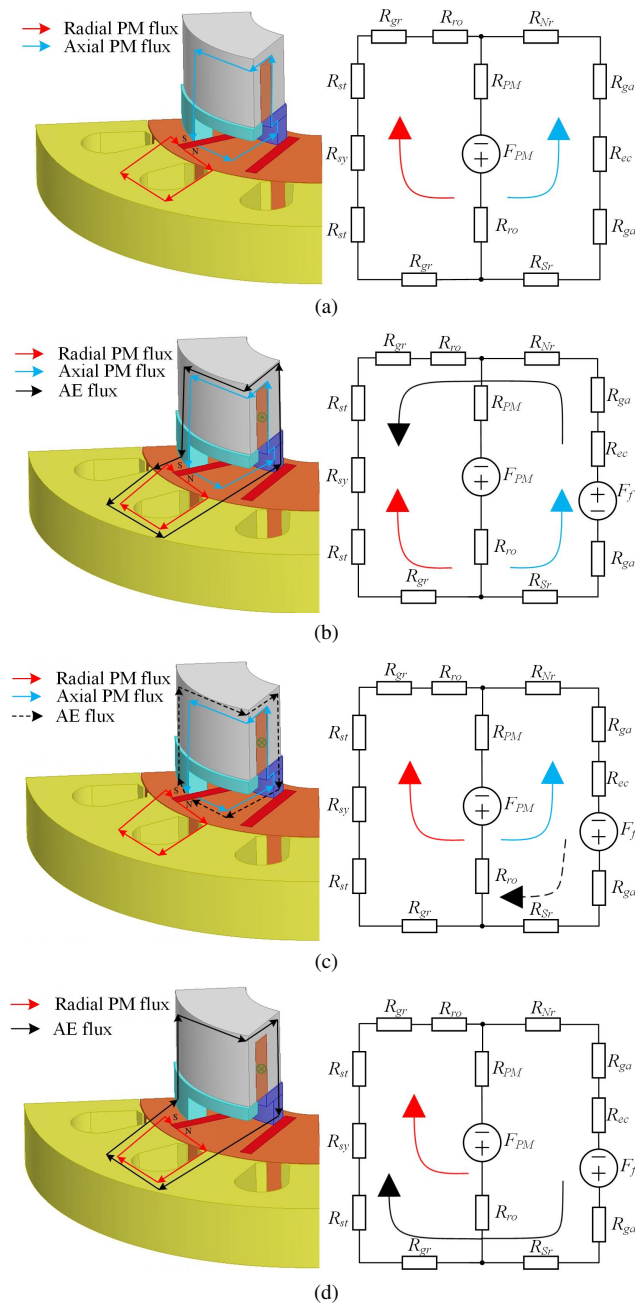 Radial PM flux
Axial PM flux
S
N
R_gr R_ro R_Nr
R_st R_PM R_ga
R_sy F_PM R_ec
R_st R_ro R_ga
R_gr R_Sr
− +
(a)
Radial PM flux
Axial PM flux
AE flux
S
N
R_gr R_ro R_Nr
R_st R_PM R_ga
R_ec
R_sy F_PM F_f
R_st R_ro R_ga
R_gr R_Sr
− +
+ −
(b)
Radial PM flux
Axial PM flux
AE flux
S
N
R_gr R_ro R_Nr
R_st R_PM R_ga
R_ec
R_sy F_PM F_f
R_st R_ro R_ga
R_gr R_Sr
− +
− +
(c)
Radial PM flux
AE flux
S
N
R_gr R_ro R_Nr
R_st R_PM R_ga
R_ec
R_sy F_PM F_f
R_st R_ro R_ga
R_gr R_Sr
− +
− +
(d)